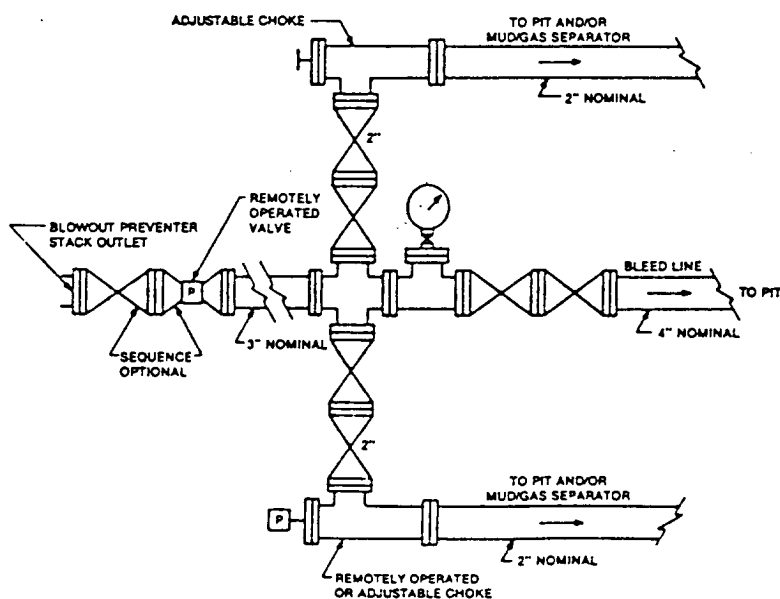 ADJUSTABLE CHOKE
TO PIT AND/OR
MUD/GAS SEPARATOR
2" NOMINAL
2"
REMOTELY
OPERATED
VALVE
BLOWOUT PREVENTER
STACK OUTLET
P
BLEED LINE
TO PIT
SEQUENCE
OPTIONAL
3" NOMINAL
4" NOMINAL
2"
TO PIT AND/OR
MUD/GAS SEPARATOR
P
2" NOMINAL
REMOTELY OPERATED
OR ADJUSTABLE CHOKE